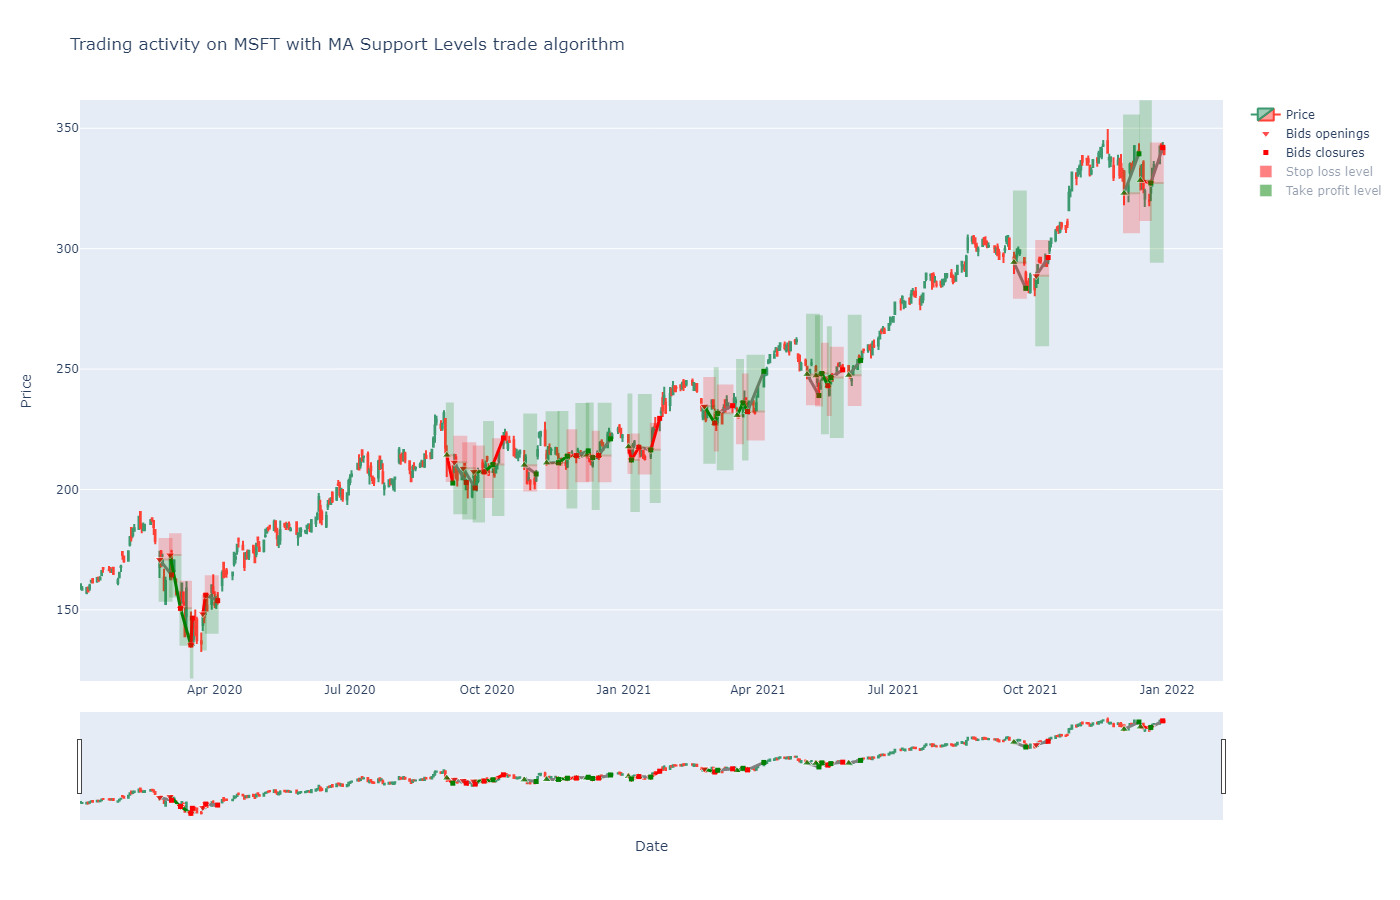 Trading activity on MSFT with MA Support Levels trade algorithm
Price
Bids openings
Bids closures
Stop loss level
Take profit level
350
300
250
200
150
Price
Apr 2020
Jul 2020
Oct 2020
Jan 2021
Apr 2021
Jul 2021
Oct 2021
Jan 2022
Date